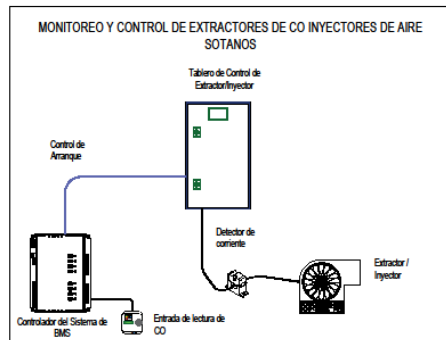 MONITOREO Y CONTROL DE EXTRACTORES DE CO INYECTORES DE AIRE
SOTANOS
Tablero de Control de
Extractor/Inyector
Control de
Arranque
Detector de
corriente
Extractor /
Inyector
Controlador del Sistema de
BMS
Entrada de lectura de
CO